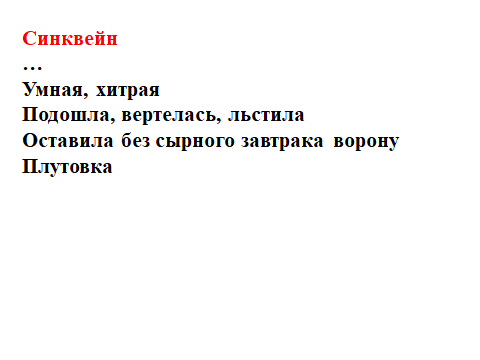 Синквейн
…
Умная, хитрая
Подошла, вертелась, льстила
Оставила без сырного завтрака ворону
Плутовка